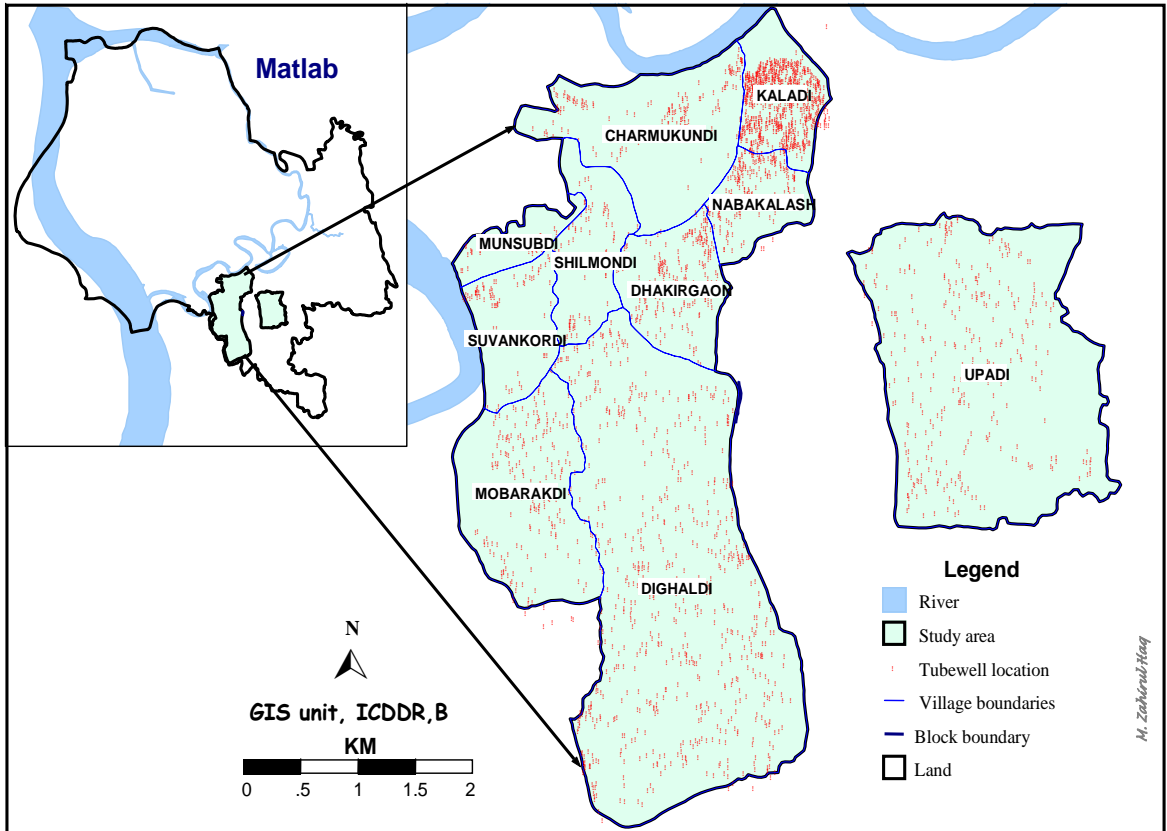 Matlab
KALADI
CHARMUKUNDI
NABAKALASH
MUNSUBDI
SHILMONDI
DHAKIRGAON
SUVANKORDI
UPADI
MOBARAKDI
DIGHALDI
N
GIS unit, ICDDR,B
KM
0 .5 1 1.5 2
Legend
River
Study area
Tubewell location
Village boundaries
Block boundary
Land
M. Zahirul Haq